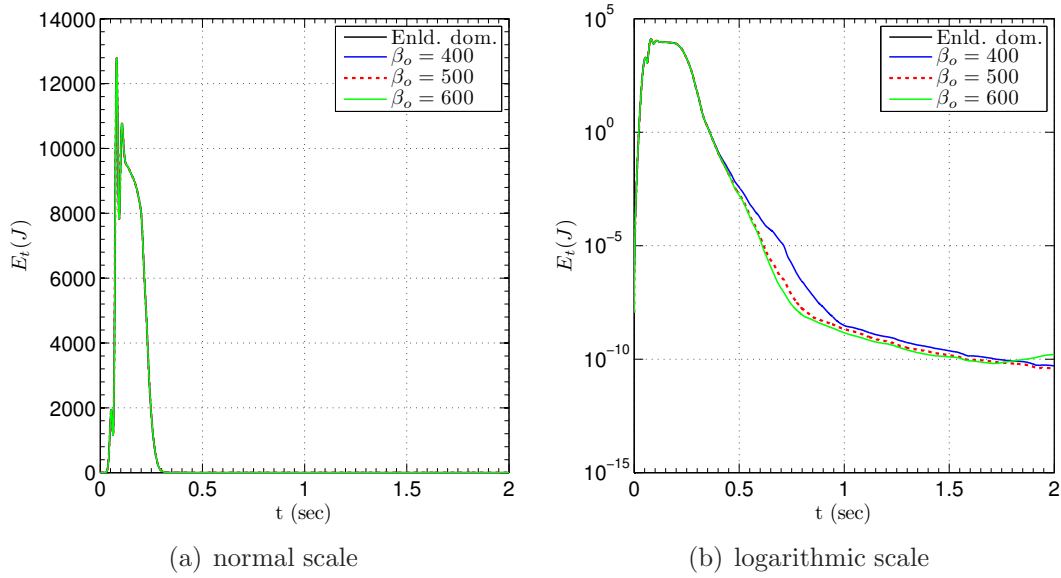 14000
12000
10000
8000
6000
4000
2000
0
E_t(J)
0
0.5
1
1.5
2
t (sec)
Enld. dom.
β_o = 400
β_o = 500
β_o = 600
(a) normal scale
10^5
10^0
10^−5
10^−10
10^−15
E_t(J)
0
0.5
1
1.5
2
t (sec)
Enld. dom.
β_o = 400
β_o = 500
β_o = 600
(b) logarithmic scale